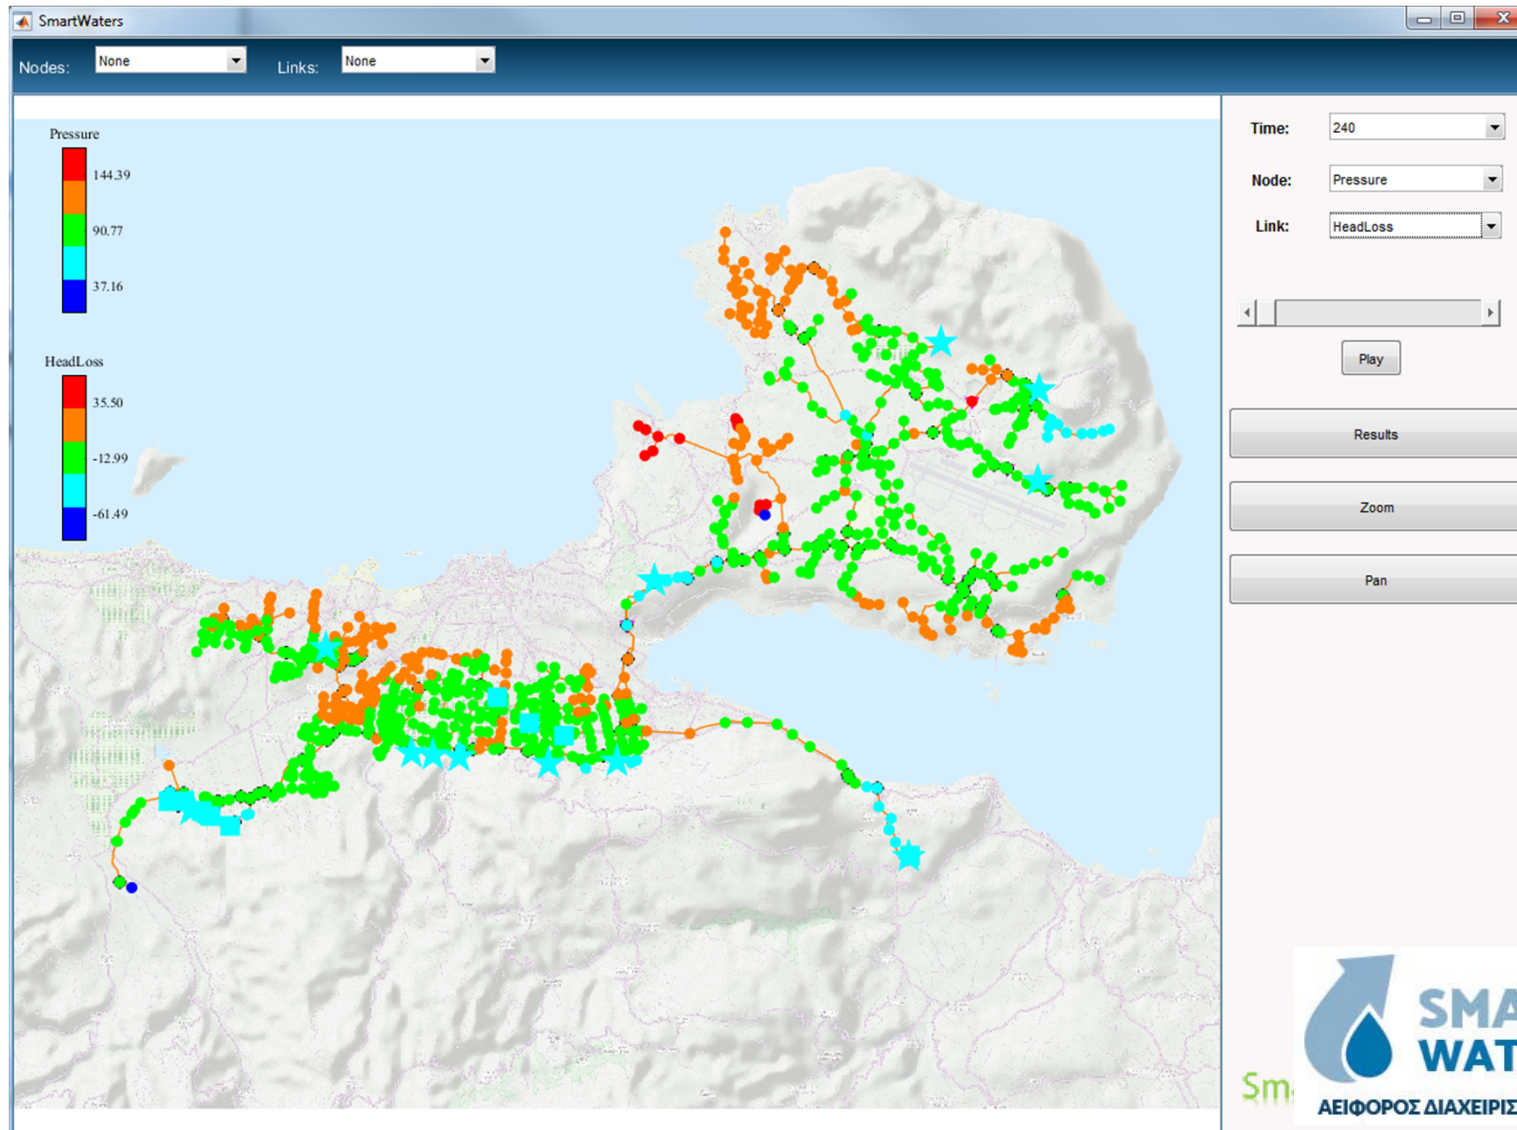 SmartWaters
Nodes: None Links: None
Pressure
144.39
90.77
37.16
HeadLoss
35.50
-12.99
-61.49
Time: 240
Node: Pressure
Link: HeadLoss
Play
Results
Zoom
Pan
SMA
WAT
Sm
ΑΕΙΦΟΡΟΣ ΔΙΑΧΕΙΡΙΣ